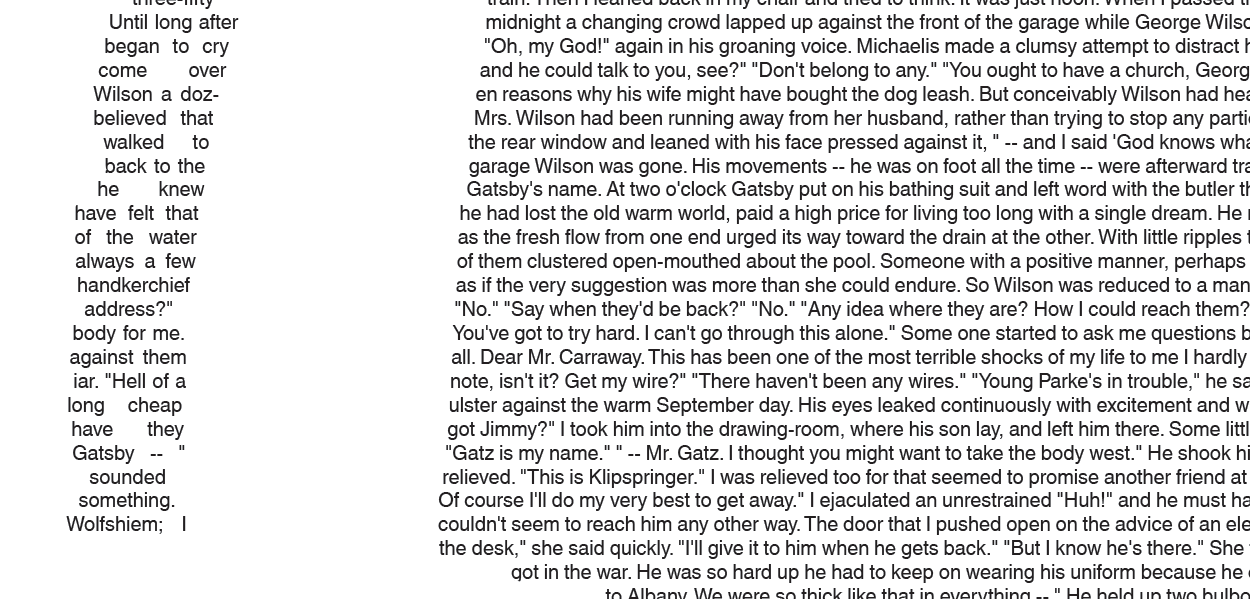 three-fifty train. Then I leaned back in my chair and tried to think. It was just noon. When I passed
Until long after midnight a changing crowd lapped up against the front of the garage while George Wilso
began to cry "Oh, my God!" again in his groaning voice. Michaelis made a clumsy attempt to distract h
come over and he could talk to you, see?" "Don't belong to any." "You ought to have a church, Georg
Wilson a doz- en reasons why his wife might have bought the dog leash. But conceivably Wilson had hea
believed that Mrs. Wilson had been running away from her husband, rather than trying to stop any parti
walked to the rear window and leaned with his face pressed against it, " -- and I said 'God knows wha
back to the garage Wilson was gone. His movements -- he was on foot all the time -- were afterward tra
he knew Gatsby's name. At two o'clock Gatsby put on his bathing suit and left word with the butler th
have felt that he had lost the old warm world, paid a high price for living too long with a single dream. He
of the water as the fresh flow from one end urged its way toward the drain at the other. With little ripples t
always a few of them clustered open-mouthed about the pool. Someone with a positive manner, perhaps
handkerchief as if the very suggestion was more than she could endure. So Wilson was reduced to a man
address?" "No." "Say when they'd be back?" "No." "Any idea where they are? How I could reach them?
body for me. You've got to try hard. I can't go through this alone." Some one started to ask me questions b
against them all. Dear Mr. Carraway. This has been one of the most terrible shocks of my life to me I hardly
iar. "Hell of a note, isn't it? Get my wire?" "There haven't been any wires." "Young Parke's in trouble," he sa
long cheap ulster against the warm September day. His eyes leaked continuously with excitement and w
have they got Jimmy?" I took him into the drawing-room, where his son lay, and left him there. Some littl
Gatsby -- " "Gatz is my name." " -- Mr. Gatz. I thought you might want to take the body west." He shook hi
sounded relieved. "This is Klipspringer." I was relieved too for that seemed to promise another friend at
something. Of course I'll do my very best to get away." I ejaculated an unrestrained "Huh!" and he must ha
Wolfshiem; I couldn't seem to reach him any other way. The door that I pushed open on the advice of an ele
the desk," she said quickly. "I'll give it to him when he gets back." "But I know he's there." She
got in the war. He was so hard up he had to keep on wearing his uniform because he
to Albany. We were so thick like that in everything -- " He held up two bulbo